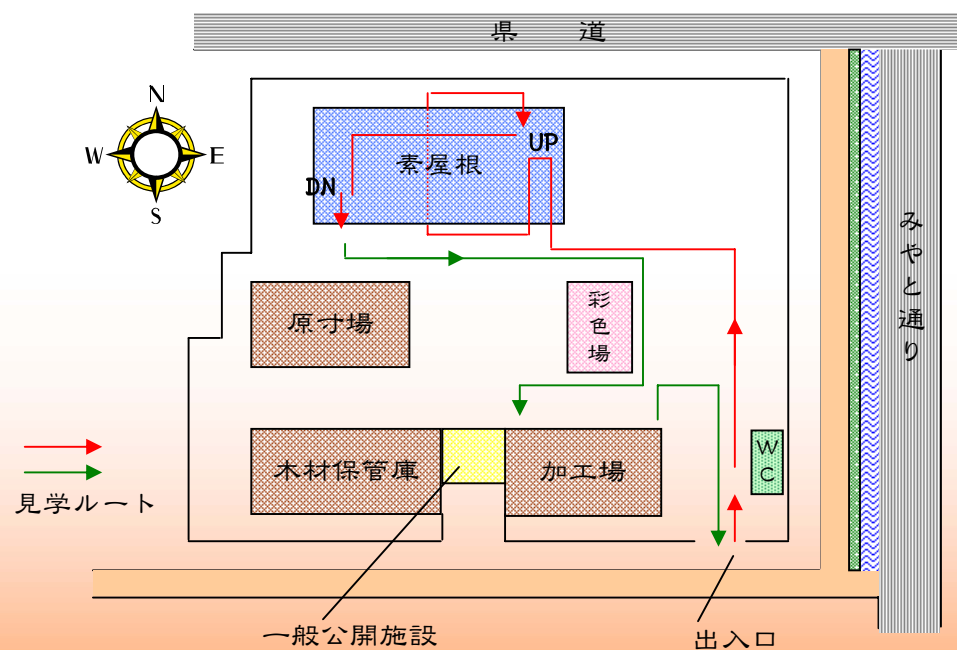 県 道
N
W E
S
UP
素屋根
DN
みやと通り
原寸場
彩色場
WC
木材保管庫
加工場
見学ルート
一般公開施設
出入口